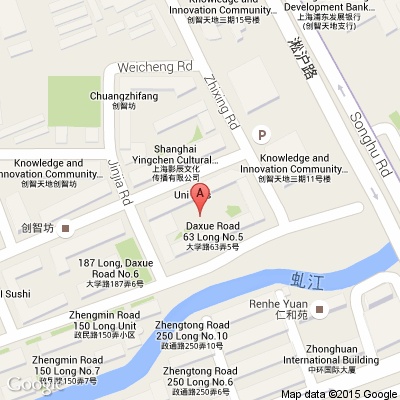 Knowledge and
Innovation Community...
创智天地三期15号楼
Development Bank...
上海浦东发展银行
(创智天地支行)
淞沪路
Weicheng Rd
Zhixing Rd
Songhu Rd
Chuangzhifang
创智坊
Shanghai
Yingchen Cultural...
上海影辰文化
传播有限公司
P
Knowledge and
Innovation Community...
创智天地创智坊
Jinjia Rd
Knowledge and
Innovation Community...
创智天地三期11号楼
A
Daxue Road
63 Long No.5
大学路63弄5号
创智坊
187 Long, Daxue
Road No.6
大学路187弄6号
虬江
l Sushi
Zhengmin Road
150 Long Unit
政民路150弄小区
Renhe Yuan
仁和苑
Zhengtong Road
250 Long No.10
政通路250弄10号
Zhonghuan
International Building
中环国际大厦
Zhengmin Road
150 Long No.7
政民路150弄7号
Zhengtong Road
250 Long No.6
政通路250弄6号
Google
Map data ©2015 Google